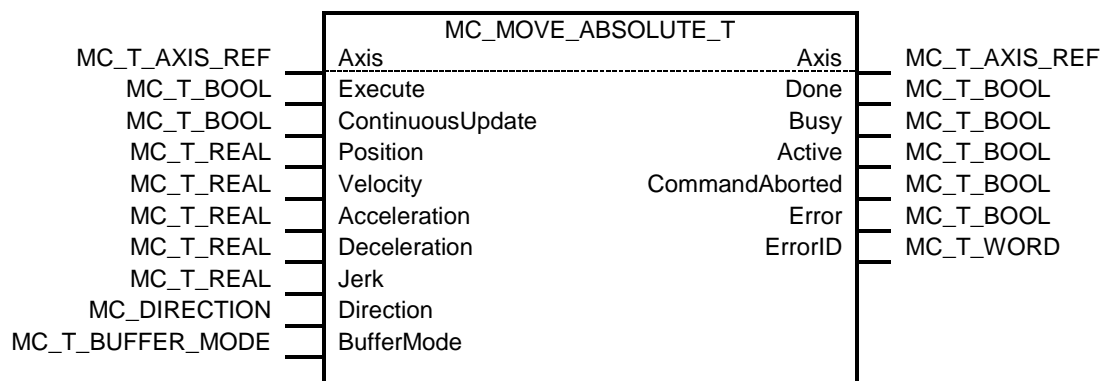 MC_MOVE_ABSOLUTE_T
MC_T_AXIS_REF Axis Axis MC_T_AXIS_REF
MC_T_BOOL Execute Done MC_T_BOOL
MC_T_BOOL ContinuousUpdate Busy MC_T_BOOL
MC_T_REAL Position Active MC_T_BOOL
MC_T_REAL Velocity CommandAborted MC_T_BOOL
MC_T_REAL Acceleration Error MC_T_BOOL
MC_T_REAL Deceleration ErrorID MC_T_WORD
MC_T_REAL Jerk
MC_DIRECTION Direction
MC_T_BUFFER_MODE BufferMode